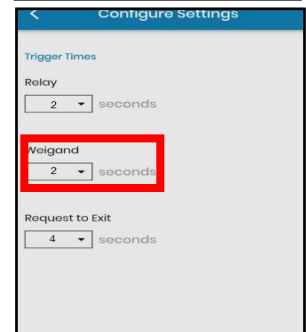 Configure Settings
Trigger Times
Relay
2 seconds
Weigand
2 seconds
Request to Exit
4 seconds